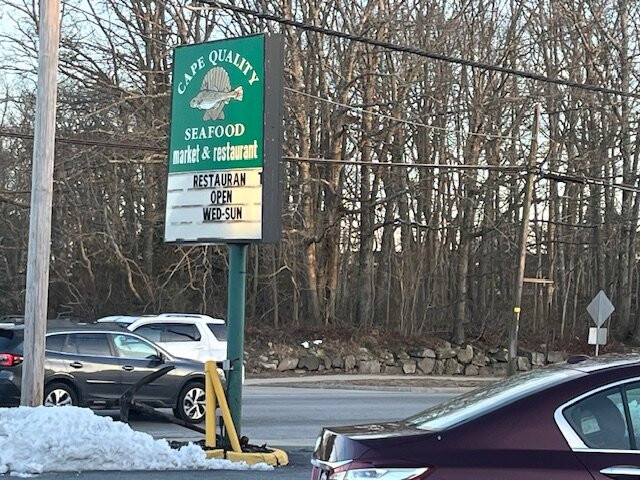 CAPE QUALITY
SEAFOOD
market & restaurant
RESTAURAN
OPEN
WED-SUN